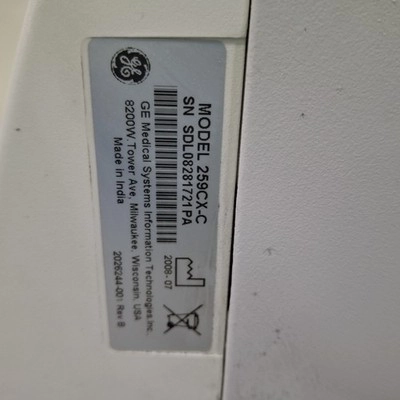 GE
MODEL 259CX-C
SN SDL08281721PA
GE Medical Systems Information Technologies, Inc.
8200W.Tower Ave, Milwaukee, Wisconsin, USA
Made in India
2008-07
2026244-001 Rev B